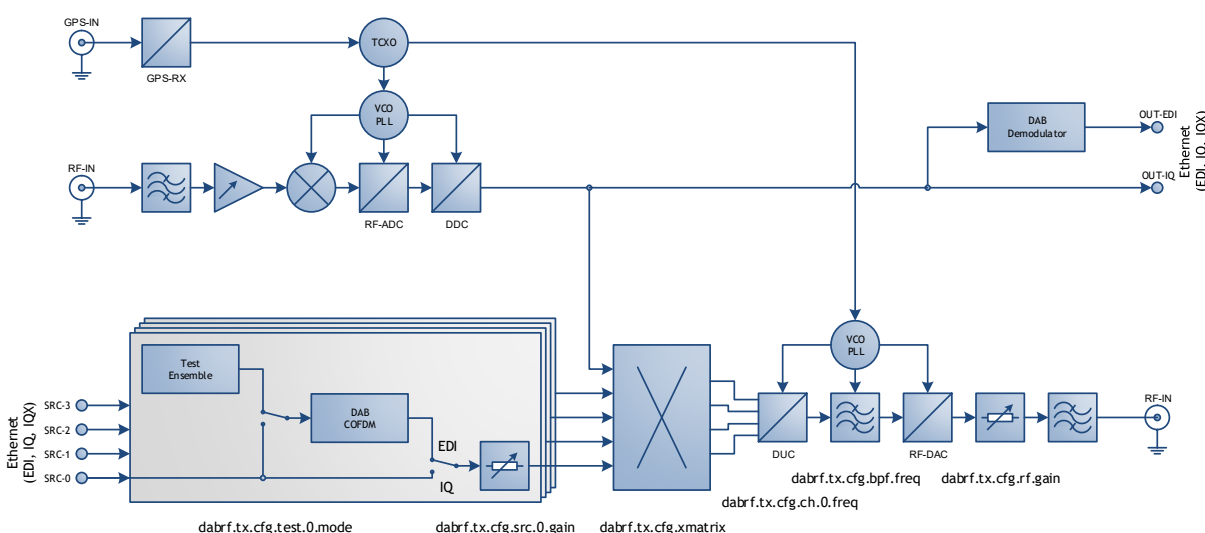 GPS-IN
GPS-RX
TCXO
VCO
PLL
RF-IN
RF-ADC
DDC
DAB
Demodulator
OUT-EDI
OUT-IQ
Ethernet
(EDI, IQ, IQX)
Test
Ensemble
DAB
COFDM
EDI
IQ
SRC-3
SRC-2
SRC-1
SRC-0
Ethernet
(EDI, IQ, IQX)
VCO
PLL
DUC
RF-DAC
RF-IN
dabrf.tx.cfg.bpf.freq
dabrf.tx.cfg.rf.gain
dabrf.tx.cfg.ch.0.freq
dabrf.tx.cfg.test.0.mode
dabrf.tx.cfg.src.0.gain
dabrf.tx.cfg.xmatrix